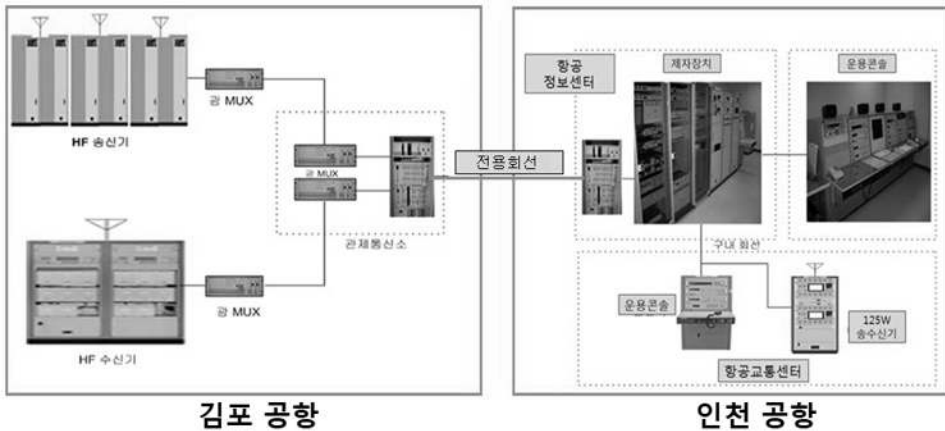 HF 송신기
광 MUX
광 MUX
관제통신소
HF 수신기
광 MUX
전용회선
항공
정보센터
제자장치
운용콘솔
구내 회선
운용콘솔
125W
송수신기
항공교통센터
김포 공항
인천 공항